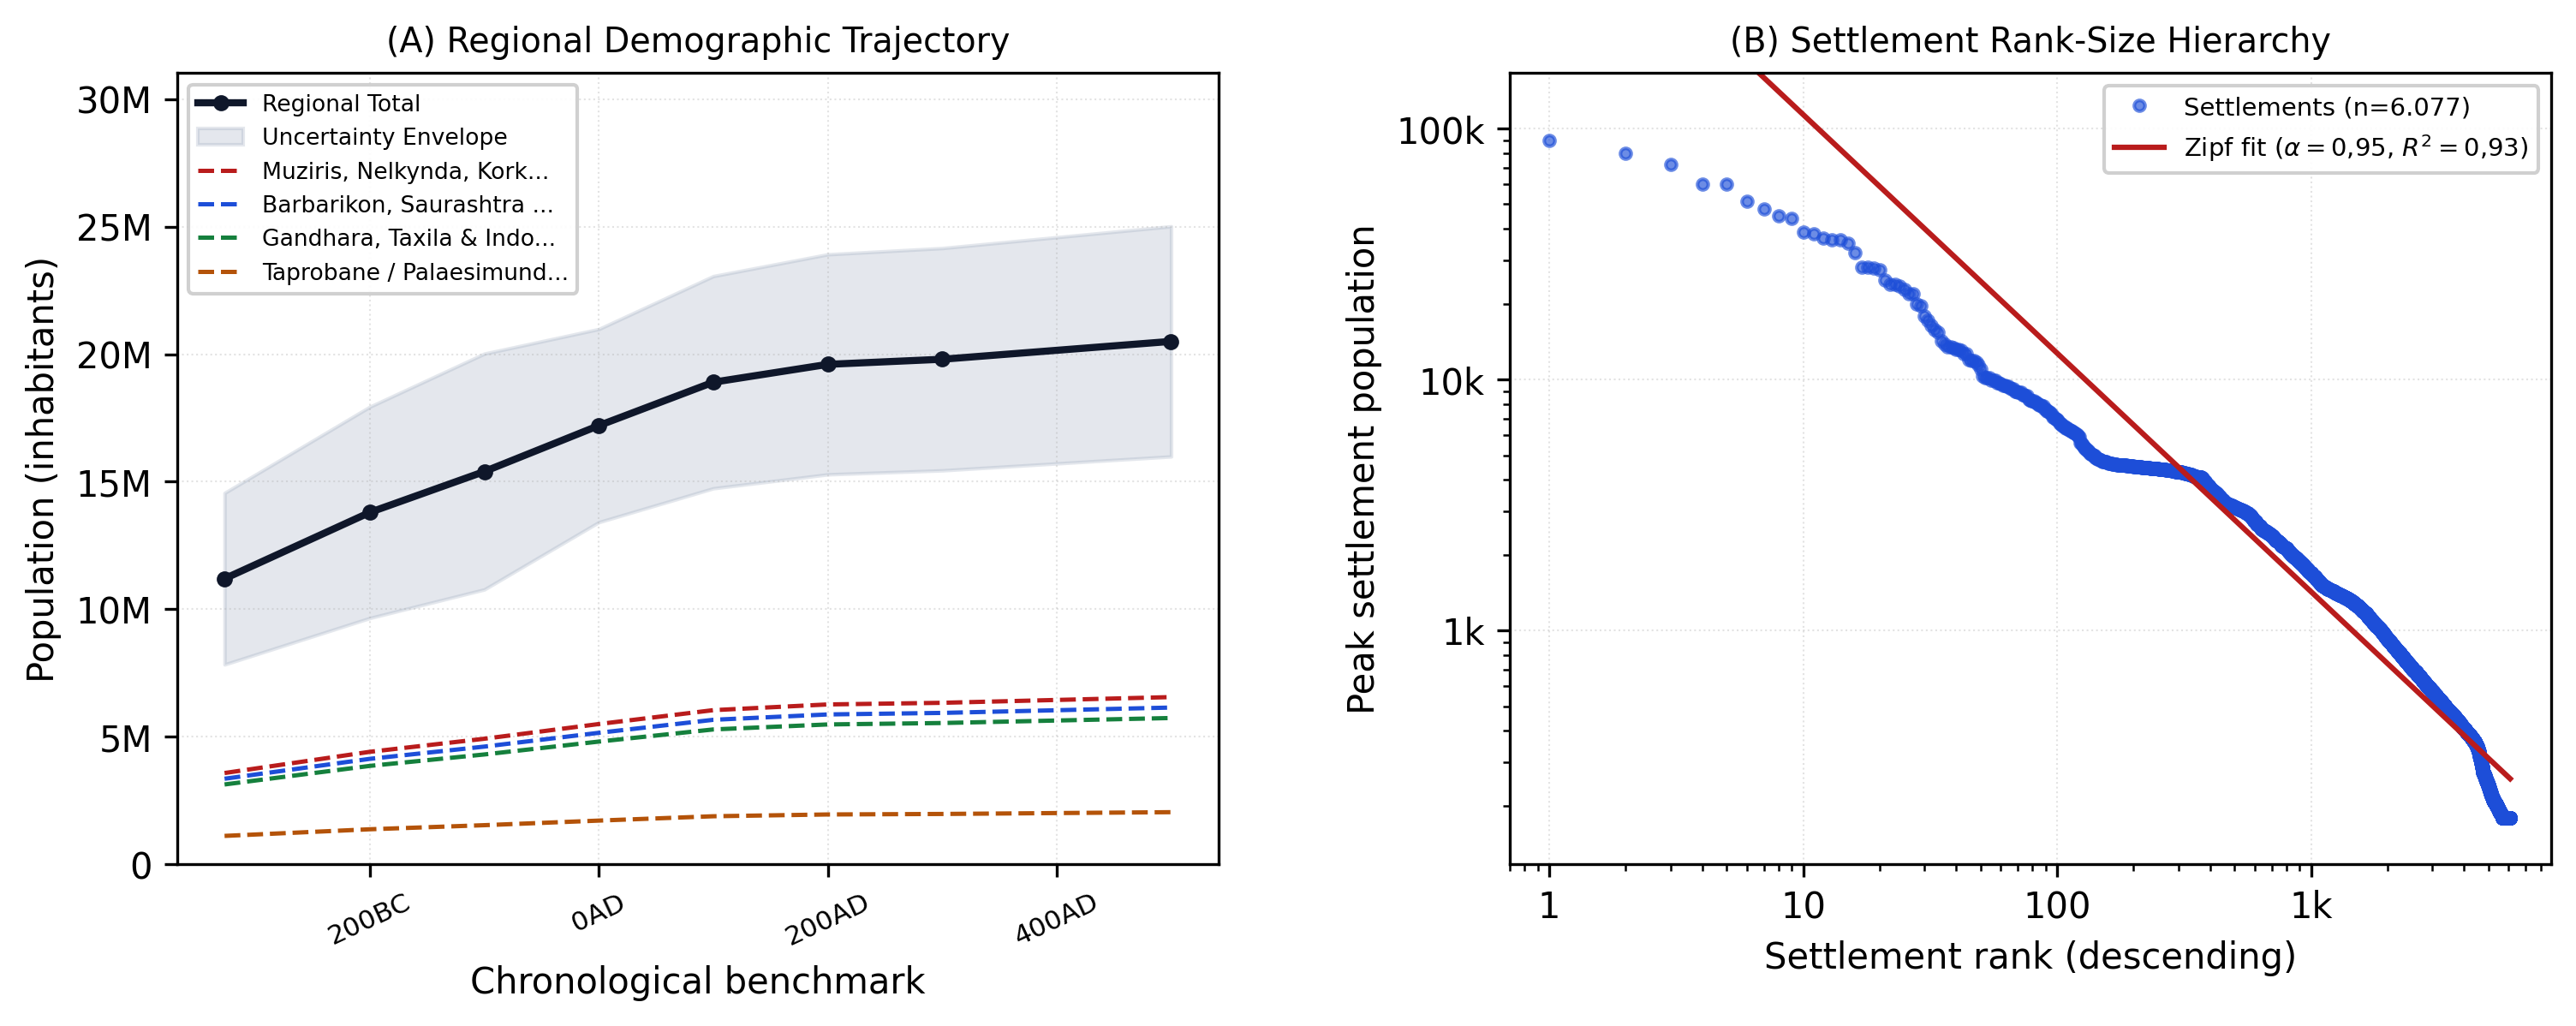 (A) Regional Demographic Trajectory
30M
25M
20M
15M
10M
5M
0
Population (inhabitants)
Regional Total
Uncertainty Envelope
Muziris, Nelkynda, Kork...
Barbarikon, Saurashtra ...
Gandhara, Taxila & Indo...
Taprobane / Palaesimund...
200BC
0AD
200AD
400AD
Chronological benchmark
(B) Settlement Rank-Size Hierarchy
100k
10k
1k
Peak settlement population
Settlements (n=6.077)
Zipf fit (α = 0,95, R² = 0,93)
1
10
100
1k
Settlement rank (descending)